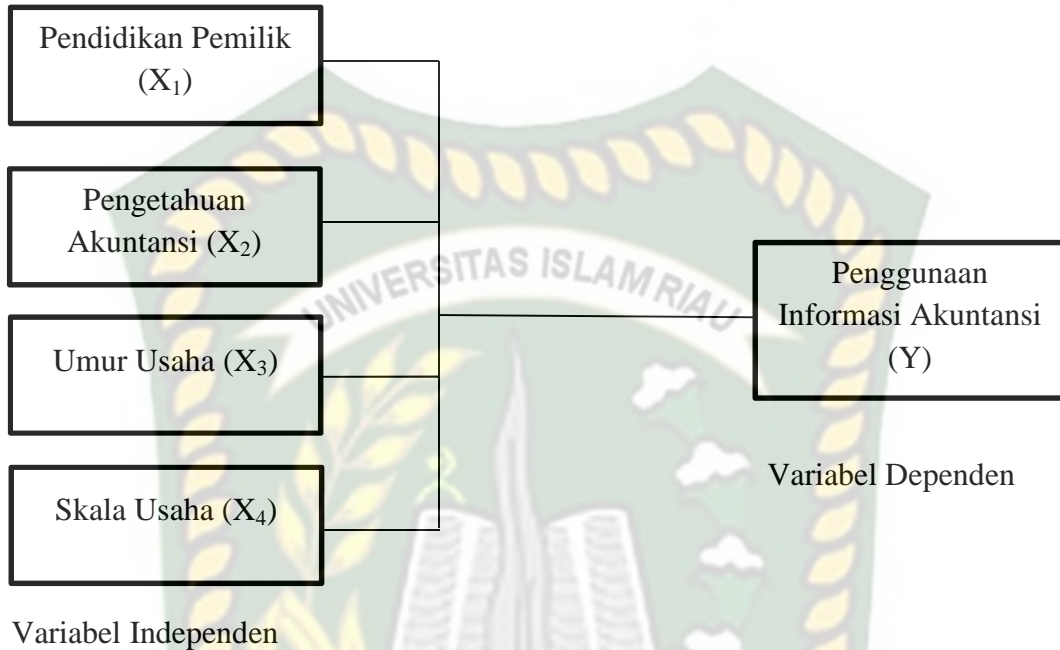 Pendidikan Pemilik
(X₁)
Pengetahuan
Akuntansi (X₂)
UNIVERSITAS ISLAM RIAU
Penggunaan
Informasi Akuntansi
(Y)
Umur Usaha (X₃)
Skala Usaha (X₄)
Variabel Dependen
Variabel Independen